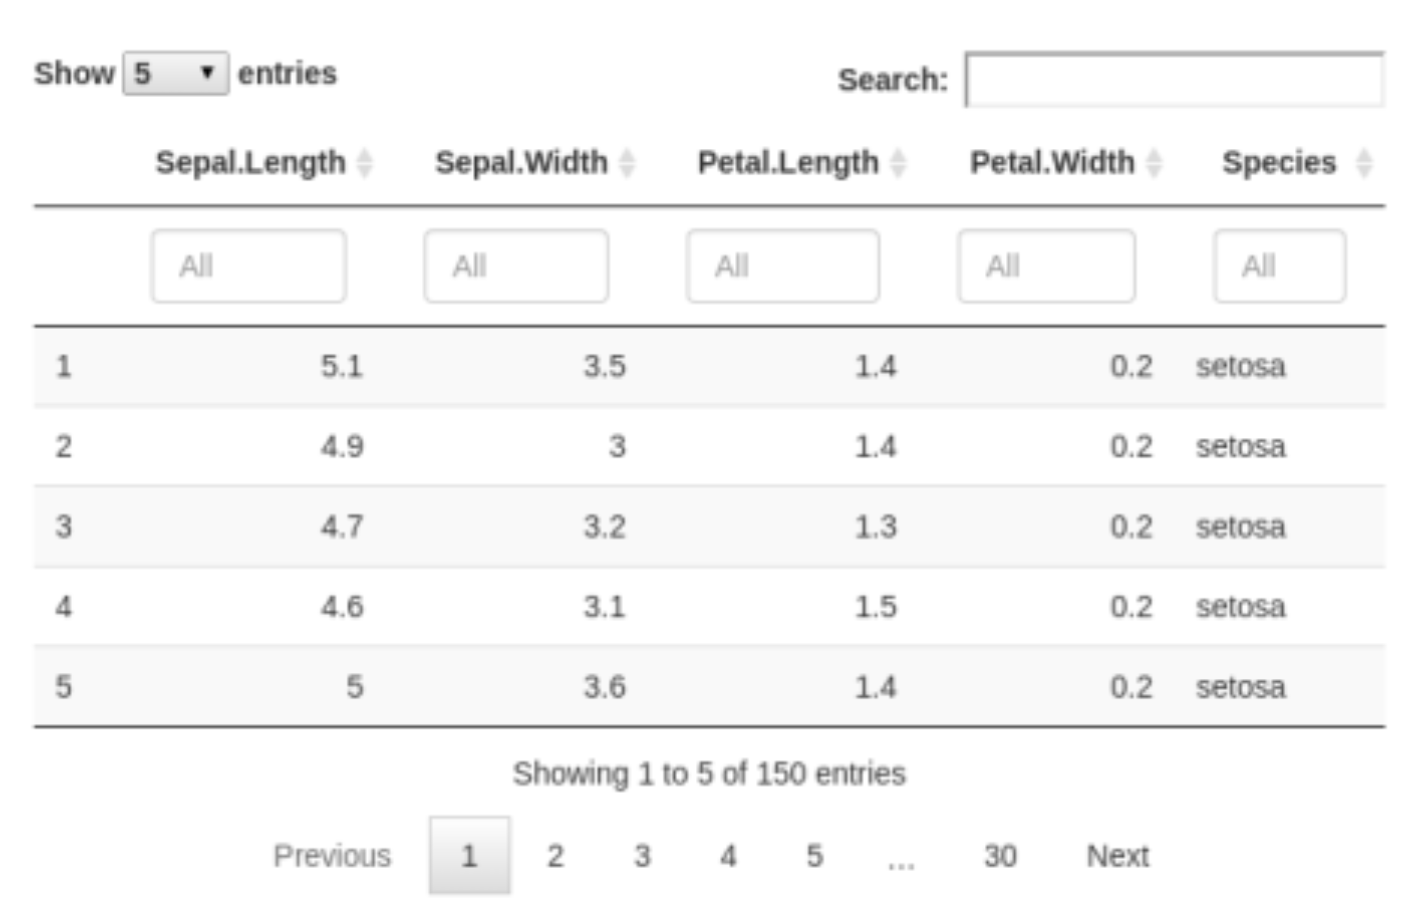 Show 5 entries Search:
Sepal.Length Sepal.Width Petal.Length Petal.Width Species
All All All All All
1 5.1 3.5 1.4 0.2 setosa
2 4.9 3 1.4 0.2 setosa
3 4.7 3.2 1.3 0.2 setosa
4 4.6 3.1 1.5 0.2 setosa
5 5 3.6 1.4 0.2 setosa
Showing 1 to 5 of 150 entries
Previous 1 2 3 4 5 ... 30 Next